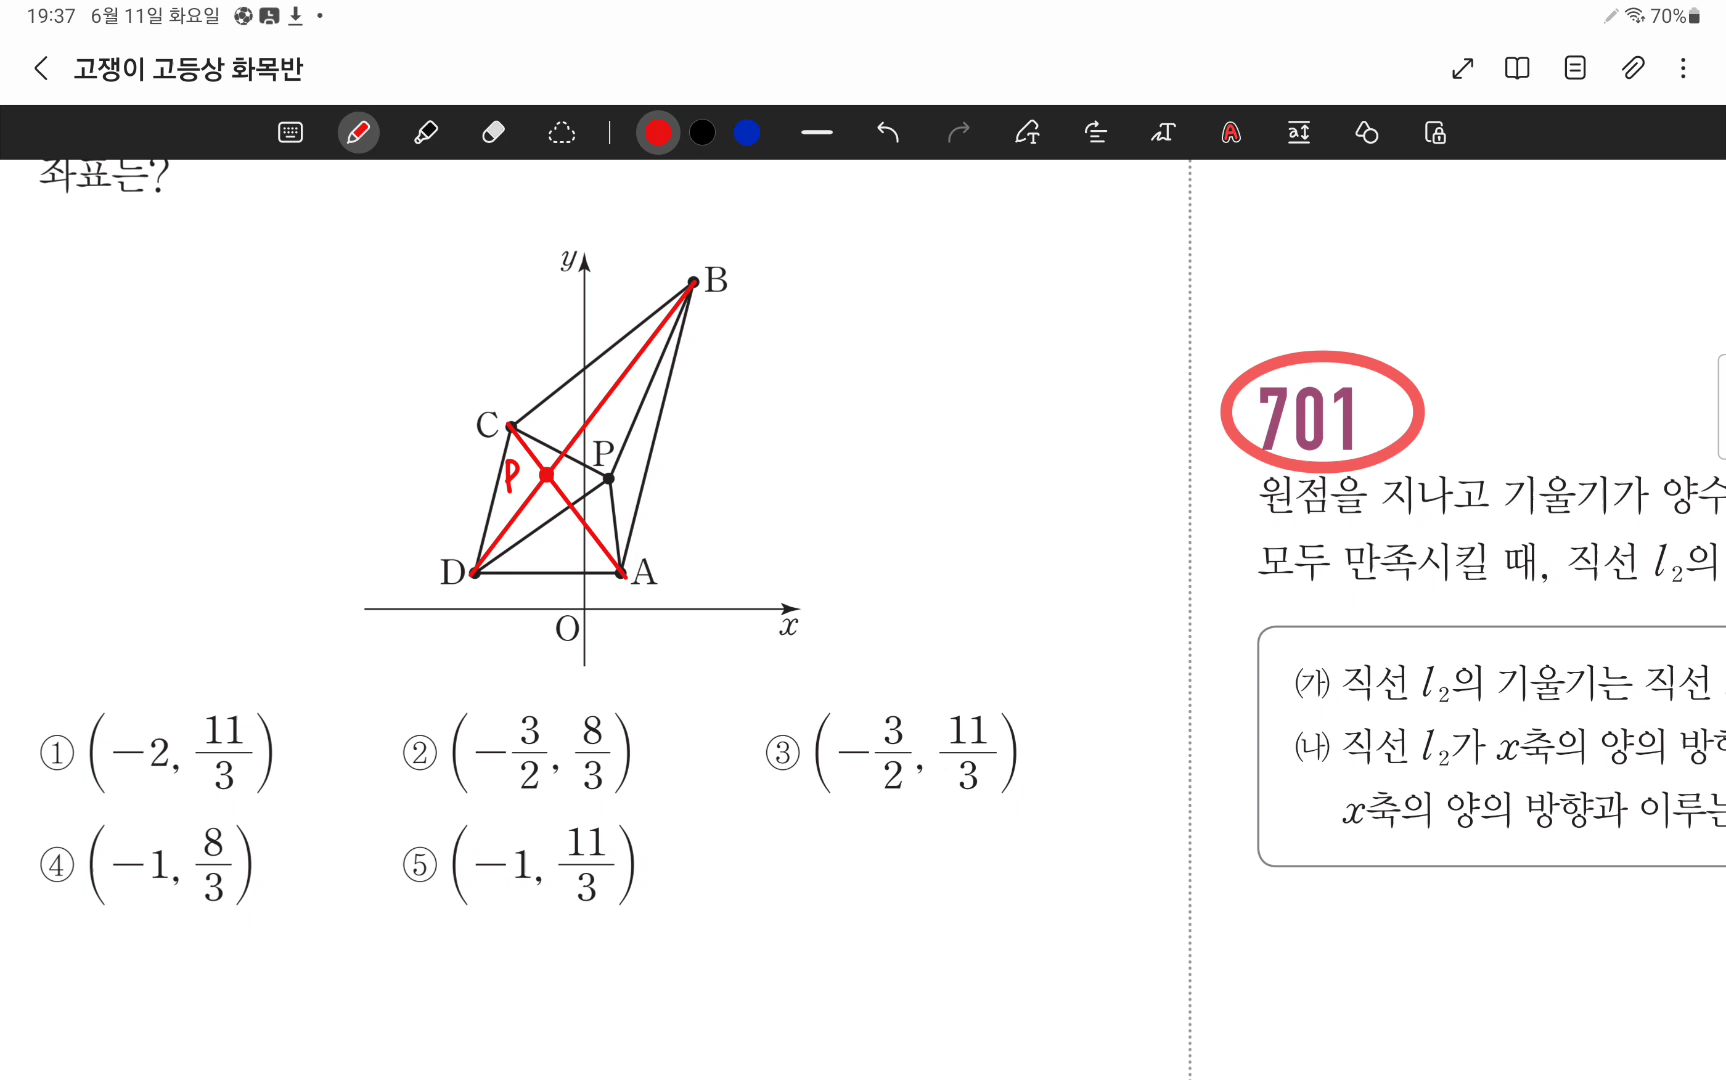 19:37 6월 11일 화요일
70%
고쟁이 고등상 화목반
좌표는?
y
B
C
P
P
D
A
O
x
① (−2, 11/3) ② (−3/2, 8/3) ③ (−3/2, 11/3)
④ (−1, 8/3) ⑤ (−1, 11/3)
701
원점을 지나고 기울기가 양수
모두 만족시킬 때, 직선 l₂의
㈎ 직선 l₂의 기울기는 직선
㈏ 직선 l₂가 x축의 양의 방향
x축의 양의 방향과 이루는